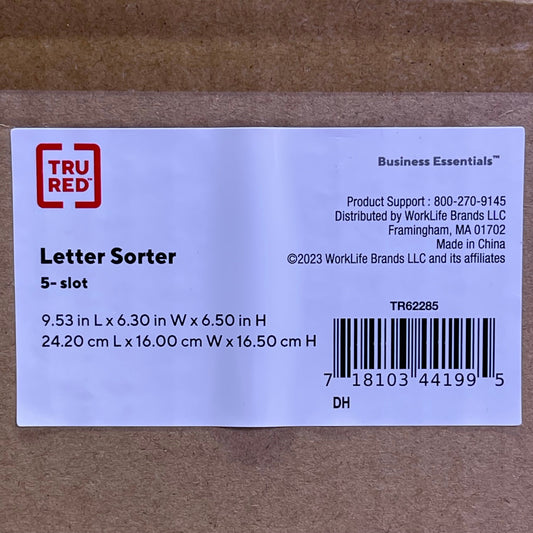 TRU
RED™
Business Essentials™
Product Support : 800-270-9145
Distributed by WorkLife Brands LLC
Framingham, MA 01702
Made in China
©2023 WorkLife Brands LLC and its affiliates
Letter Sorter
5- slot
9.53 in L x 6.30 in W x 6.50 in H
24.20 cm L x 16.00 cm W x 16.50 cm H
TR62285
7 18103 44199 5
DH